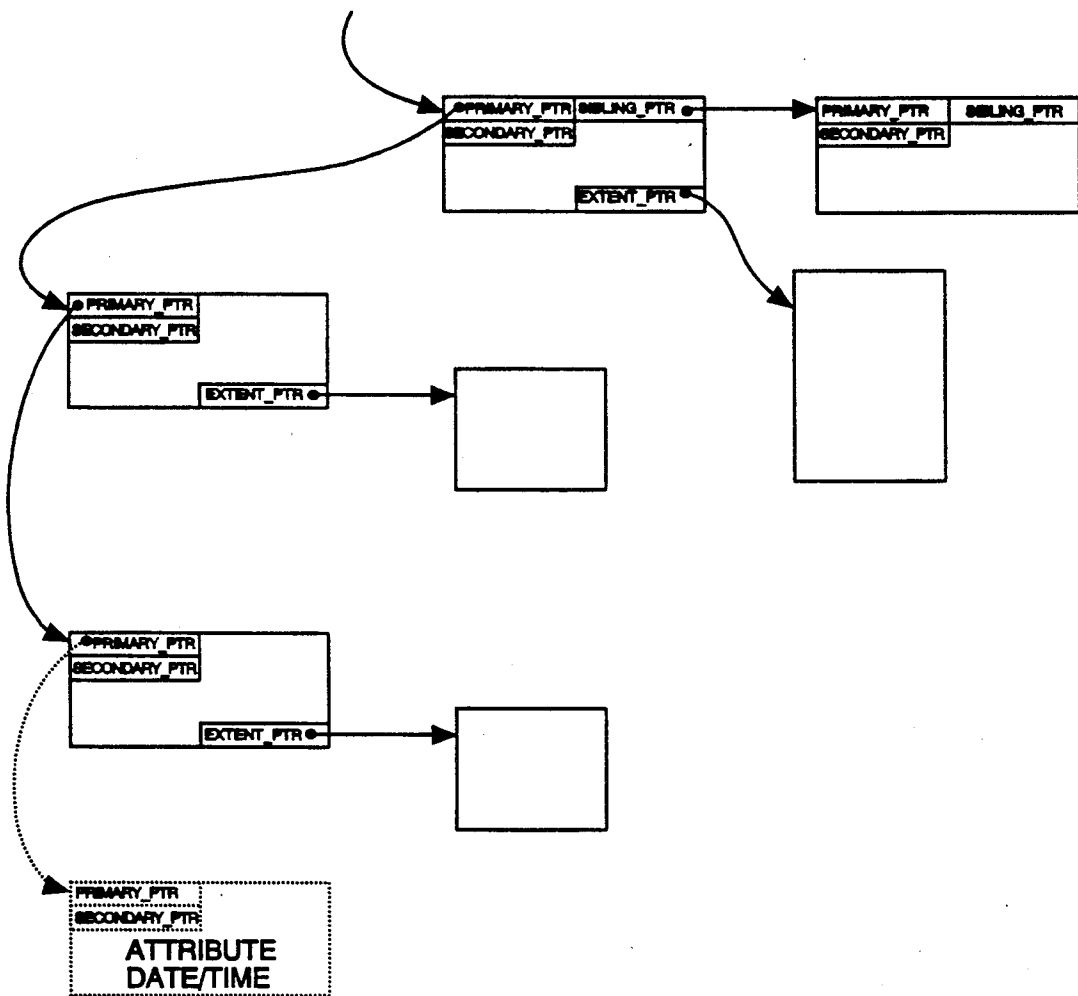 PRIMARY_PTR SIBLING_PTR
SECONDARY_PTR
EXTENT_PTR
PRIMARY_PTR SIBLING_PTR
SECONDARY_PTR
PRIMARY_PTR
SECONDARY_PTR
EXTENT_PTR
PRIMARY_PTR
SECONDARY_PTR
EXTENT_PTR
PRIMARY_PTR
SECONDARY_PTR
ATTRIBUTE
DATE/TIME